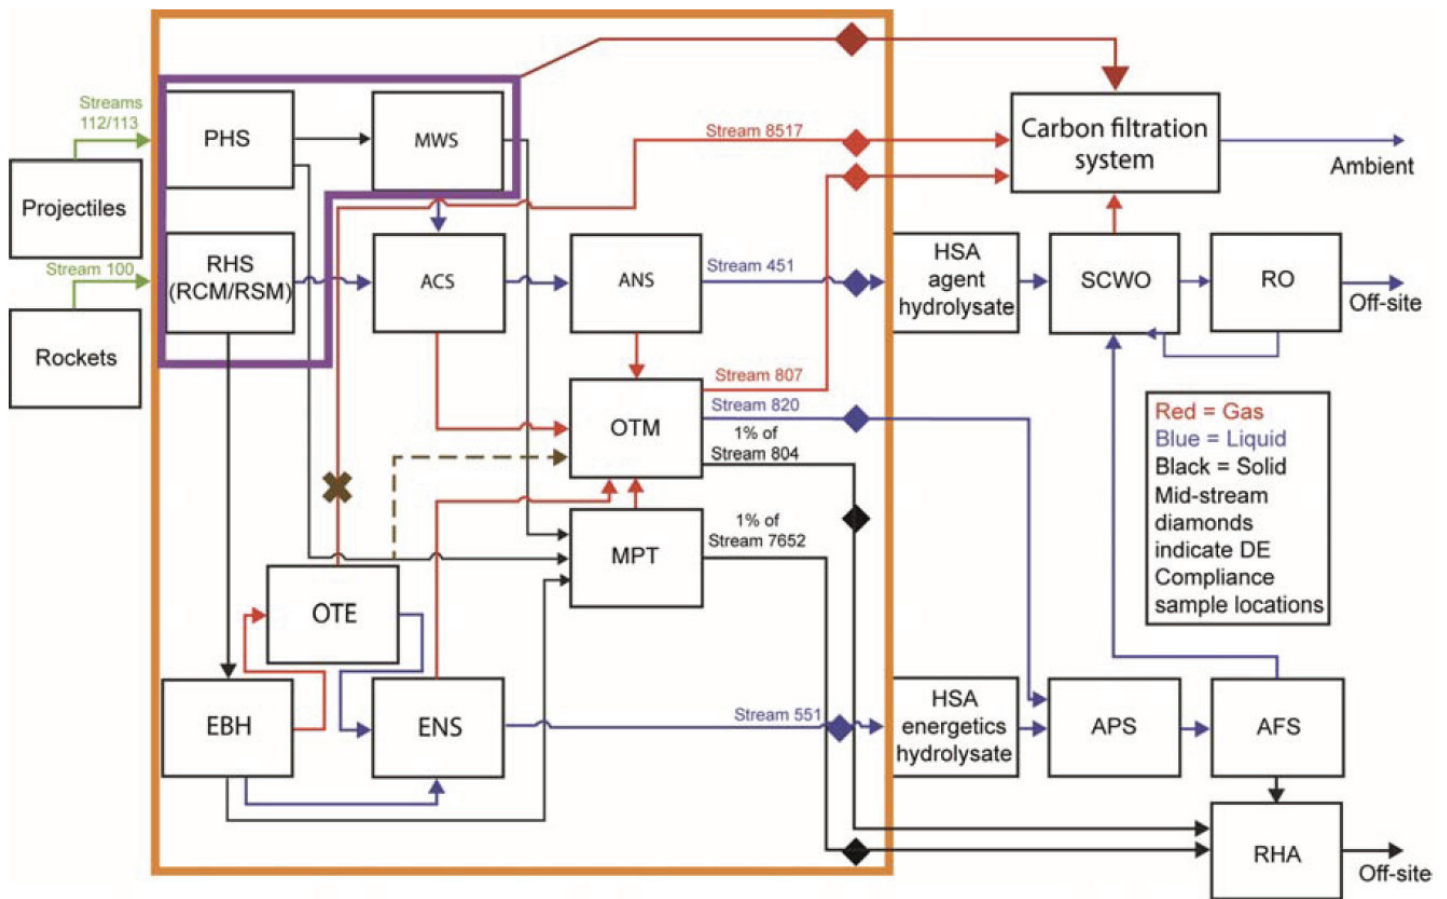 Streams
112/113
Projectiles
Stream 100
Rockets
PHS
MWS
RHS
(RCM/RSM)
ACS
ANS
OTM
MPT
OTE
EBH
ENS
Stream 8517
Stream 451
Stream 807
Stream 820
1% of
Stream 804
1% of
Stream 7652
Stream 551
Carbon filtration
system
Ambient
HSA
agent
hydrolysate
SCWO
RO
Off-site
Red = Gas
Blue = Liquid
Black = Solid
Mid-stream
diamonds
indicate DE
Compliance
sample locations
HSA
energetics
hydrolysate
APS
AFS
RHA
Off-site